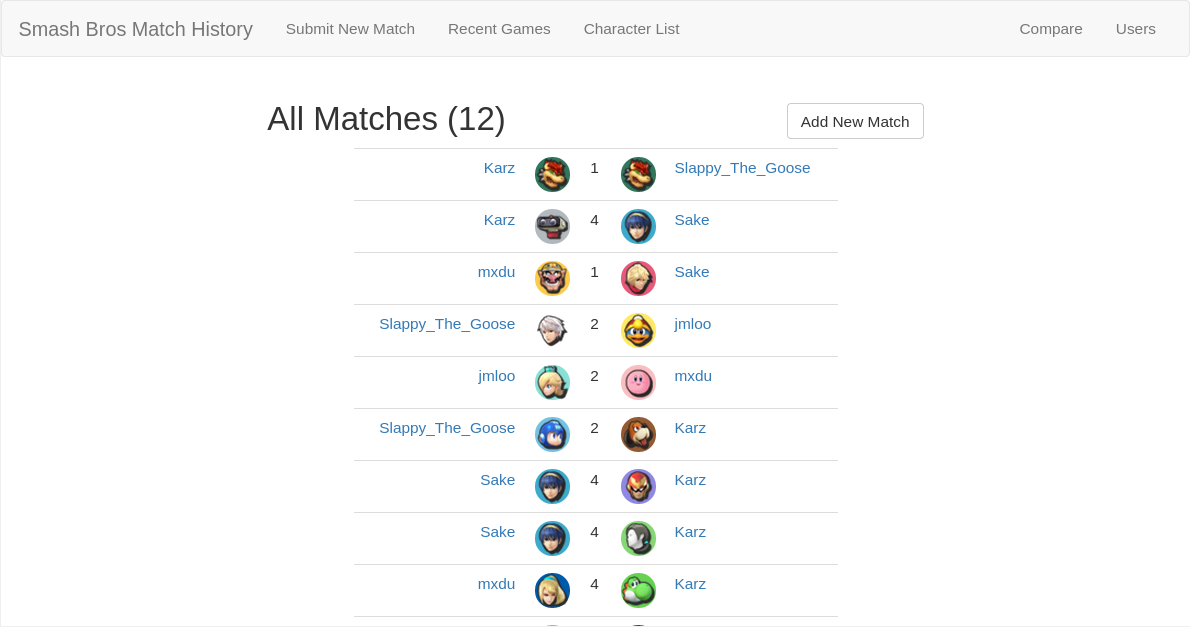 Smash Bros Match History Submit New Match Recent Games Character List Compare Users
All Matches (12) Add New Match
Karz 1 Slappy_The_Goose
Karz 4 Sake
mxdu 1 Sake
Slappy_The_Goose 2 jmloo
jmloo 2 mxdu
Slappy_The_Goose 2 Karz
Sake 4 Karz
Sake 4 Karz
mxdu 4 Karz